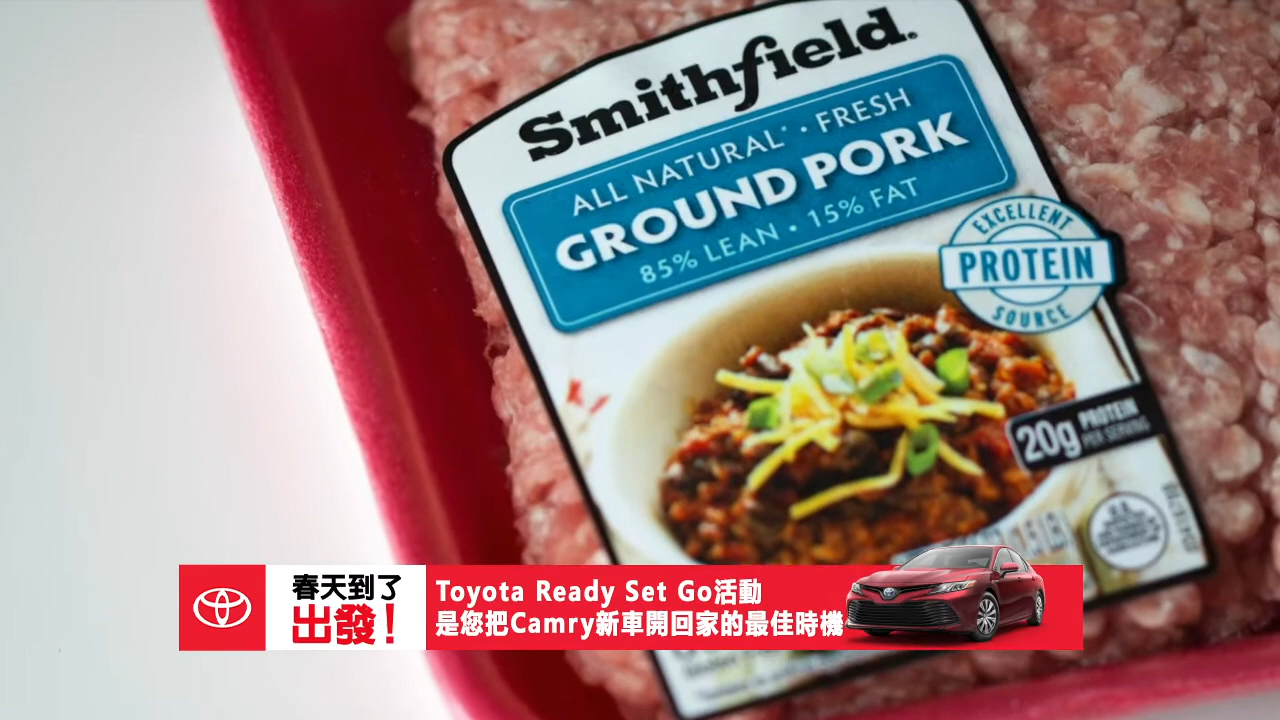 Smithfield.
ALL NATURAL* • FRESH
GROUND PORK
85% LEAN • 15% FAT
EXCELLENT
PROTEIN
SOURCE
20g PROTEIN
PER SERVING
春天到了
出發!
Toyota Ready Set Go活動
是您把Camry新車開回家的最佳時機